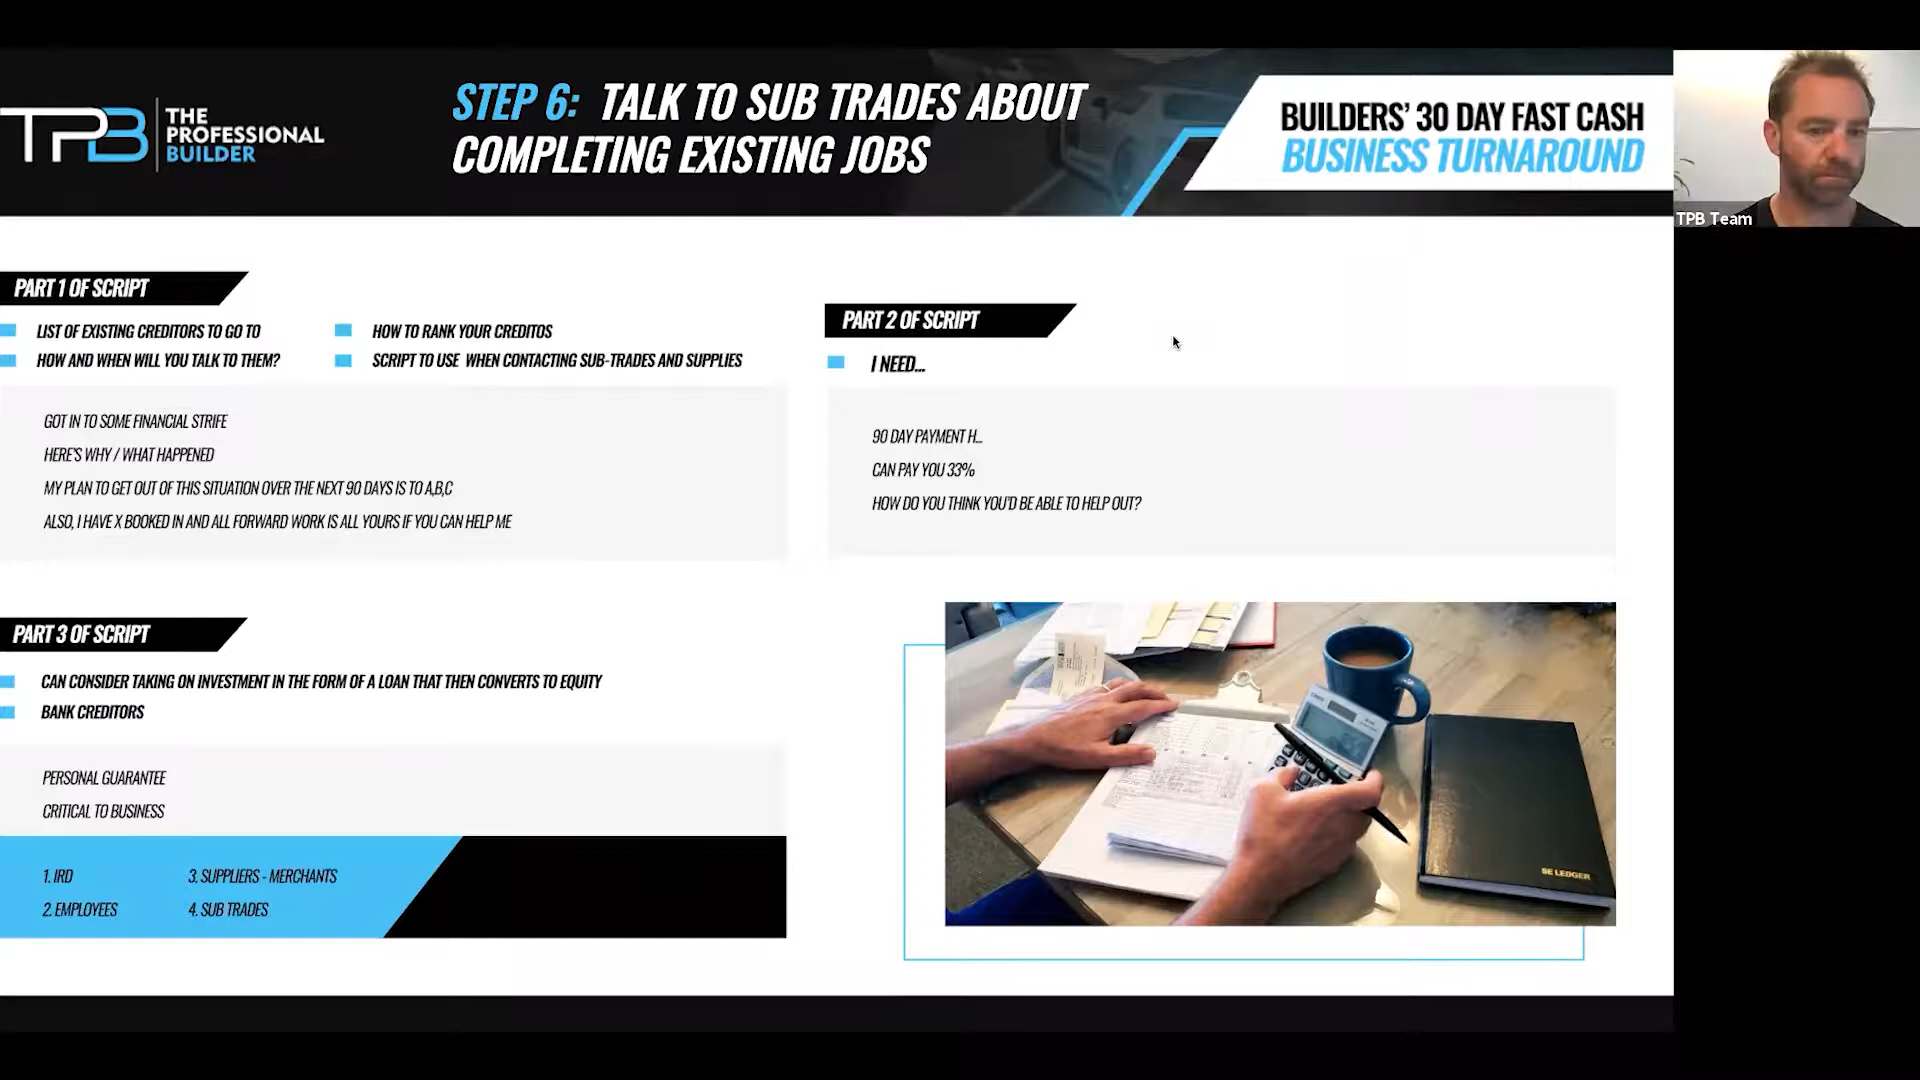 TPB
THE
PROFESSIONAL
BUILDER
STEP 6: TALK TO SUB TRADES ABOUT
COMPLETING EXISTING JOBS
BUILDERS' 30 DAY FAST CASH
BUSINESS TURNAROUND
TPB Team
PART 1 OF SCRIPT
LIST OF EXISTING CREDITORS TO GO TO
HOW AND WHEN WILL YOU TALK TO THEM?
HOW TO RANK YOUR CREDITOS
SCRIPT TO USE WHEN CONTACTING SUB-TRADES AND SUPPLIES
GOT IN TO SOME FINANCIAL STRIFE
HERE'S WHY / WHAT HAPPENED
MY PLAN TO GET OUT OF THIS SITUATION OVER THE NEXT 90 DAYS IS TO A,B,C
ALSO, I HAVE X BOOKED IN AND ALL FORWARD WORK IS ALL YOURS IF YOU CAN HELP ME
PART 2 OF SCRIPT
I NEED...
90 DAY PAYMENT H...
CAN PAY YOU 33%
HOW DO YOU THINK YOU'D BE ABLE TO HELP OUT?
PART 3 OF SCRIPT
CAN CONSIDER TAKING ON INVESTMENT IN THE FORM OF A LOAN THAT THEN CONVERTS TO EQUITY
BANK CREDITORS
PERSONAL GUARANTEE
CRITICAL TO BUSINESS
1. IRD
2. EMPLOYEES
3. SUPPLIERS - MERCHANTS
4. SUB TRADES
SE LEDGER